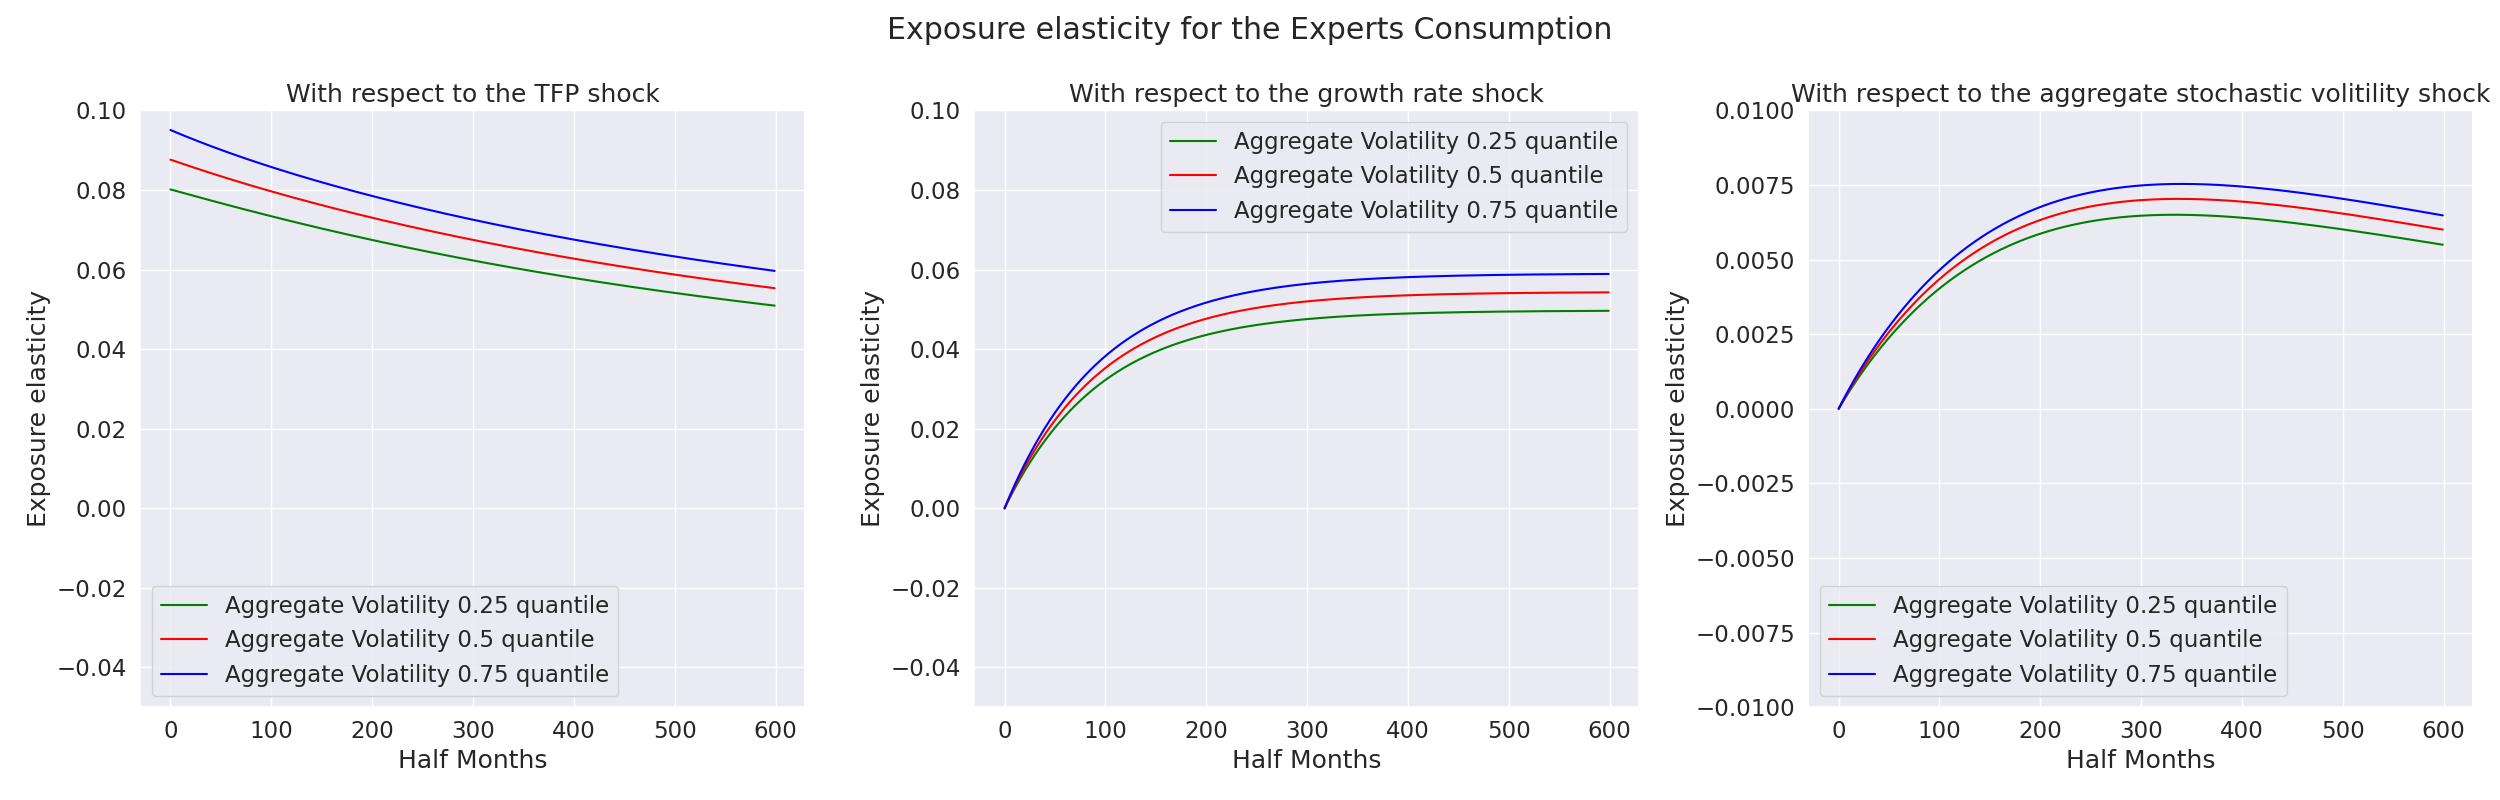 Exposure elasticity for the Experts Consumption
With respect to the TFP shock
0.10
0.08
0.06
0.04
0.02
0.00
−0.02
−0.04
Exposure elasticity
Aggregate Volatility 0.25 quantile
Aggregate Volatility 0.5 quantile
Aggregate Volatility 0.75 quantile
0 100 200 300 400 500 600
Half Months
With respect to the growth rate shock
0.10
0.08
0.06
0.04
0.02
0.00
−0.02
−0.04
Exposure elasticity
Aggregate Volatility 0.25 quantile
Aggregate Volatility 0.5 quantile
Aggregate Volatility 0.75 quantile
0 100 200 300 400 500 600
Half Months
With respect to the aggregate stochastic volitility shock
0.0100
0.0075
0.0050
0.0025
0.0000
−0.0025
−0.0050
−0.0075
−0.0100
Exposure elasticity
Aggregate Volatility 0.25 quantile
Aggregate Volatility 0.5 quantile
Aggregate Volatility 0.75 quantile
0 100 200 300 400 500 600
Half Months